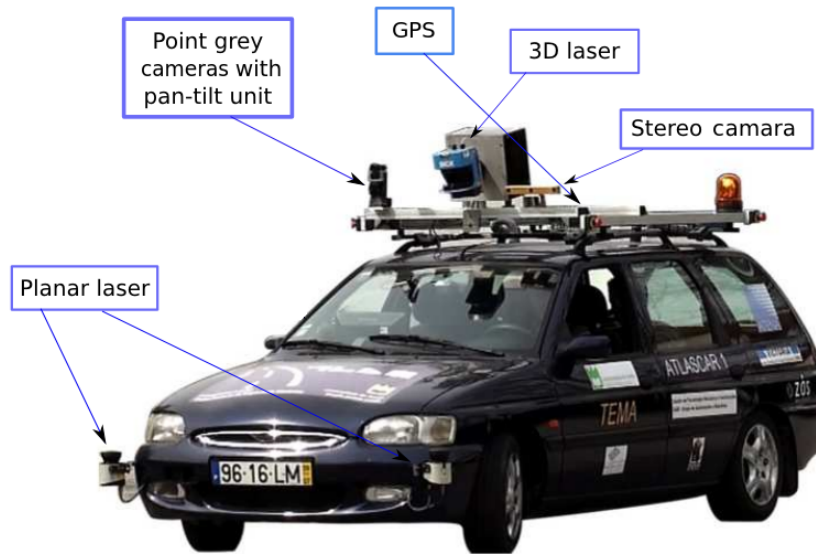 GPS
Point grey
cameras with
pan-tilt unit
3D laser
Stereo camara
Planar laser
ATLASCAR 1
ZÓS
TEMA
96·16·LM